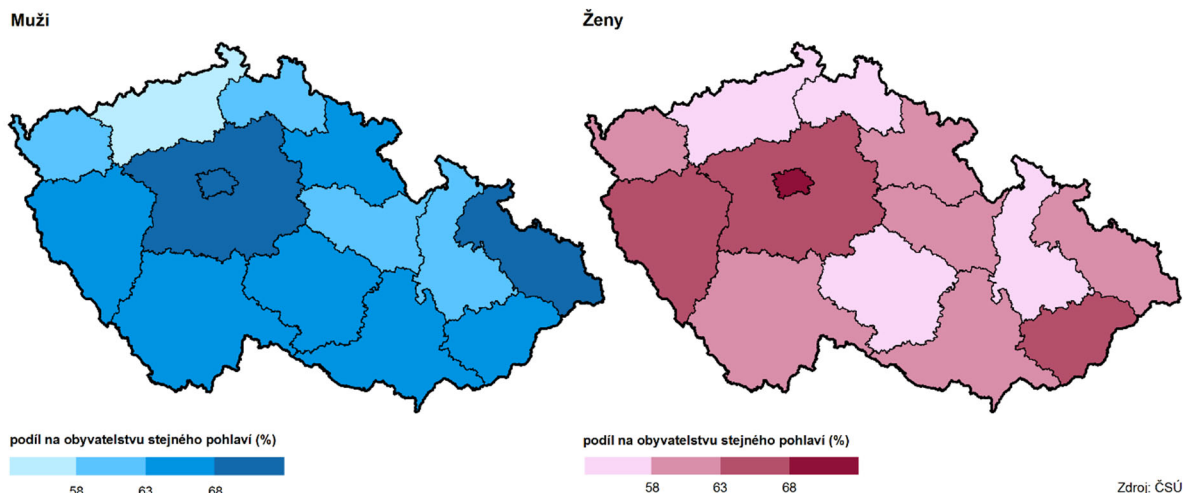 Muži
Ženy
podíl na obyvatelstvu stejného pohlaví (%)
58 63 68
podíl na obyvatelstvu stejného pohlaví (%)
58 63 68
Zdroj: ČSÚ